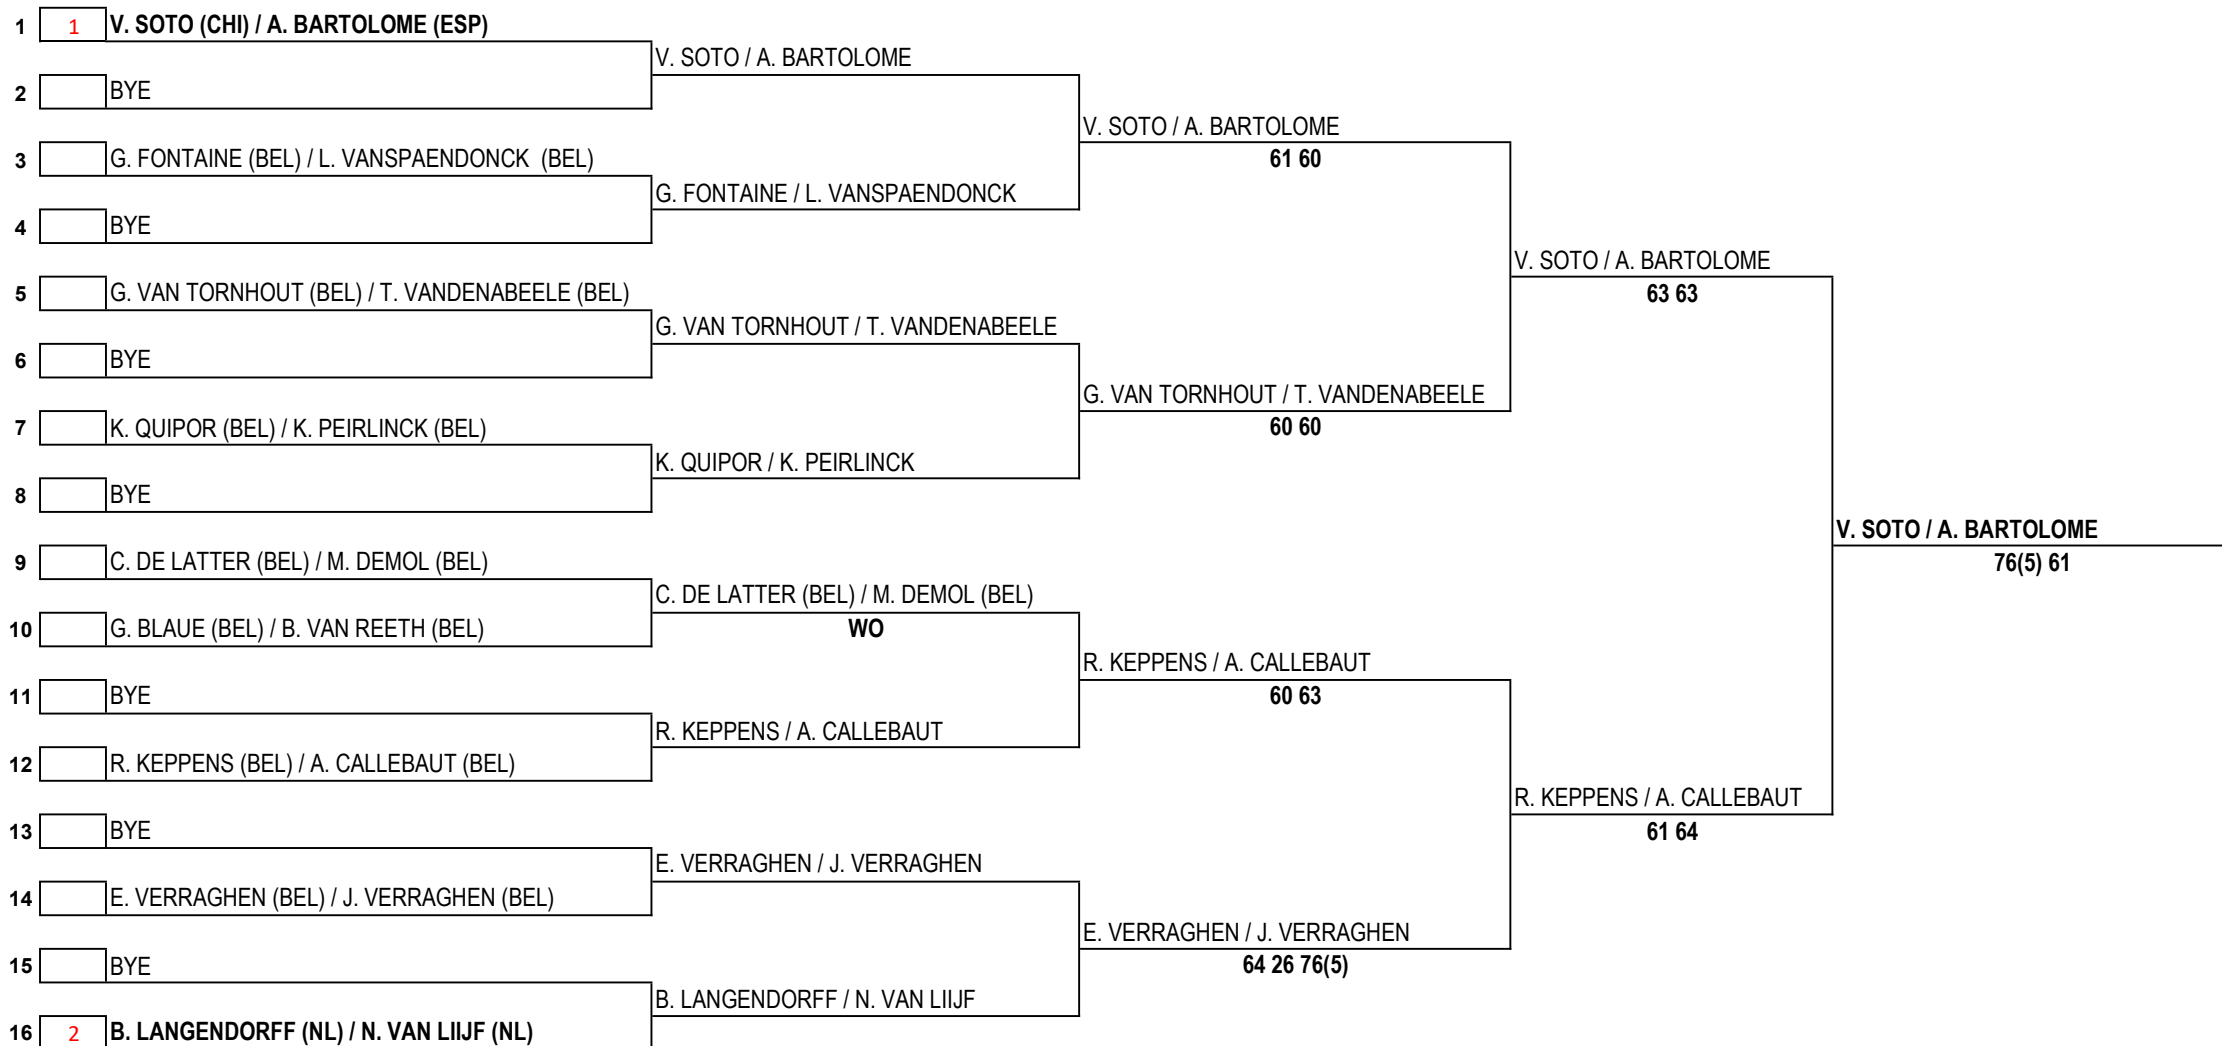 1 1 V. SOTO (CHI) / A. BARTOLOME (ESP)
V. SOTO / A. BARTOLOME
2 BYE
V. SOTO / A. BARTOLOME
61 60
3 G. FONTAINE (BEL) / L. VANSPAENDONCK (BEL)
G. FONTAINE / L. VANSPAENDONCK
4 BYE
V. SOTO / A. BARTOLOME
63 63
5 G. VAN TORNHOUT (BEL) / T. VANDENABEELE (BEL)
G. VAN TORNHOUT / T. VANDENABEELE
6 BYE
G. VAN TORNHOUT / T. VANDENABEELE
60 60
7 K. QUIPOR (BEL) / K. PEIRLINCK (BEL)
K. QUIPOR / K. PEIRLINCK
8 BYE
V. SOTO / A. BARTOLOME
76(5) 61
9 C. DE LATTER (BEL) / M. DEMOL (BEL)
C. DE LATTER (BEL) / M. DEMOL (BEL)
WO
10 G. BLAUE (BEL) / B. VAN REETH (BEL)
R. KEPPENS / A. CALLEBAUT
60 63
11 BYE
R. KEPPENS / A. CALLEBAUT
12 R. KEPPENS (BEL) / A. CALLEBAUT (BEL)
R. KEPPENS / A. CALLEBAUT
61 64
13 BYE
E. VERRAGHEN / J. VERRAGHEN
14 E. VERRAGHEN (BEL) / J. VERRAGHEN (BEL)
E. VERRAGHEN / J. VERRAGHEN
64 26 76(5)
15 BYE
B. LANGENDORFF / N. VAN LIIJF
16 2 B. LANGENDORFF (NL) / N. VAN LIIJF (NL)